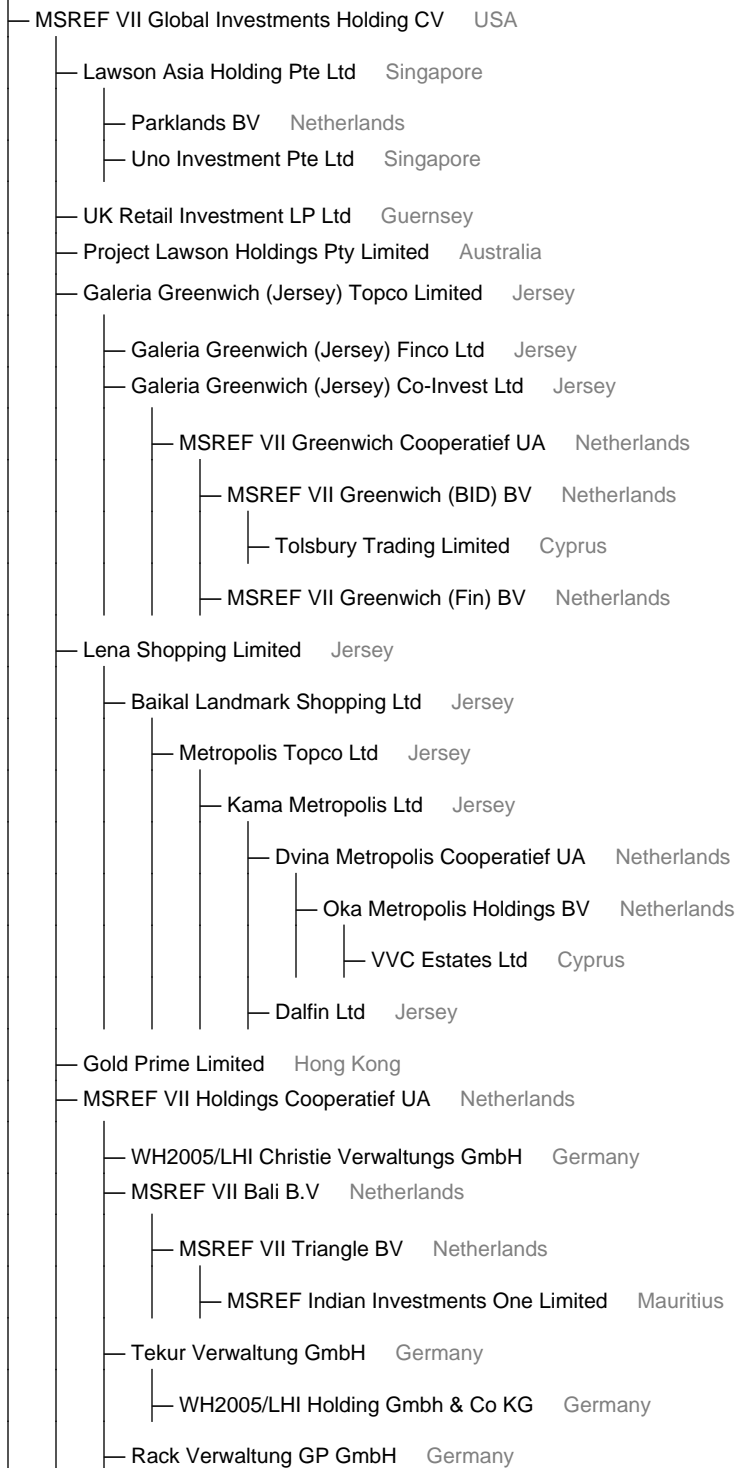 MSREF VII Global Investments Holding CV USA
Lawson Asia Holding Pte Ltd Singapore
Parklands BV Netherlands
Uno Investment Pte Ltd Singapore
UK Retail Investment LP Ltd Guernsey
Project Lawson Holdings Pty Limited Australia
Galeria Greenwich (Jersey) Topco Limited Jersey
Galeria Greenwich (Jersey) Finco Ltd Jersey
Galeria Greenwich (Jersey) Co-Invest Ltd Jersey
MSREF VII Greenwich Cooperatief UA Netherlands
MSREF VII Greenwich (BID) BV Netherlands
Tolsbury Trading Limited Cyprus
MSREF VII Greenwich (Fin) BV Netherlands
Lena Shopping Limited Jersey
Baikal Landmark Shopping Ltd Jersey
Metropolis Topco Ltd Jersey
Kama Metropolis Ltd Jersey
Dvina Metropolis Cooperatief UA Netherlands
Oka Metropolis Holdings BV Netherlands
VVC Estates Ltd Cyprus
Dalfin Ltd Jersey
Gold Prime Limited Hong Kong
MSREF VII Holdings Cooperatief UA Netherlands
WH2005/LHI Christie Verwaltungs GmbH Germany
MSREF VII Bali B.V Netherlands
MSREF VII Triangle BV Netherlands
MSREF Indian Investments One Limited Mauritius
Tekur Verwaltung GmbH Germany
WH2005/LHI Holding Gmbh & Co KG Germany
Rack Verwaltung GP GmbH Germany